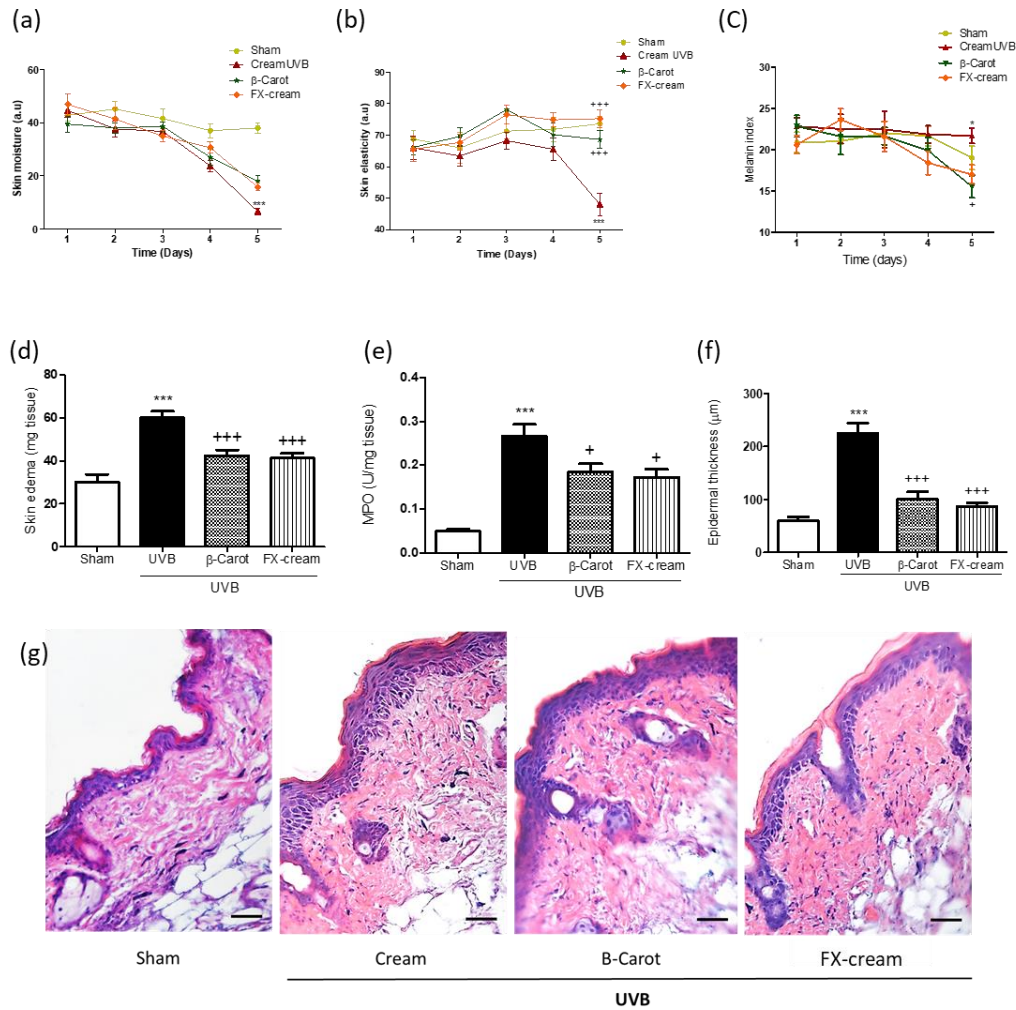 (a)
Sham
Cream UVB
β-Carot
FX-cream
Skin moisture (a.u)
60
40
20
0
***
1 2 3 4 5
Time (Days)
(b)
Sham
Cream UVB
β-Carot
FX-cream
Skin elasticity (a.u)
90
80
70
60
50
40
+++
+++
***
1 2 3 4 5
Time (Days)
(C)
Sham
Cream UVB
β-Carot
FX-cream
Melanin index
30
25
20
15
10
*
+
1 2 3 4 5
Time (days)
(d)
Skin edema (mg tissue)
80
60
40
20
0
***
+++
+++
Sham UVB β-Carot FX-cream
UVB
(e)
MPO (U/mg tissue)
0.4
0.3
0.2
0.1
0.0
***
+
+
Sham UVB β-Carot FX-cream
UVB
(f)
Epidermal thickness (μm)
300
200
100
0
***
+++
+++
Sham UVB β-Carot FX-cream
UVB
(g)
Sham Cream B-Carot FX-cream
UVB